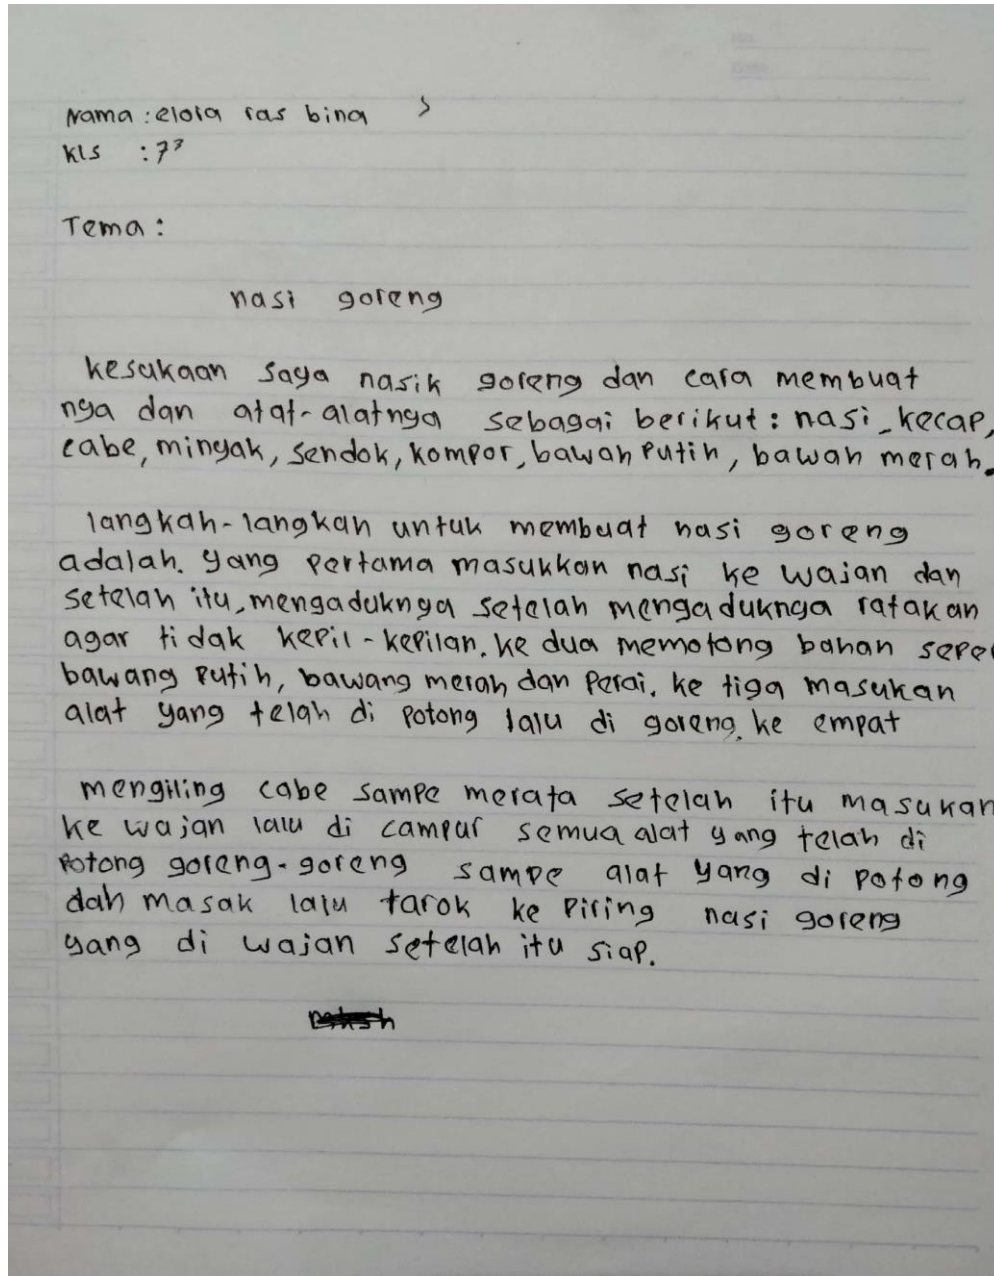 Nama : elora ras bina
Kls : 7⁷
Tema :
nasi goreng
kesukaan saya nasik goreng dan cara membuat
nya dan atat-alatnya sebagai berikut : nasi, kecap,
cabe, minyak, sendok, kompor, bawah putih, bawah merah.
langkah-langkah untuk membuat nasi goreng
adalah. yang pertama masukkan nasi ke wajan dan
setelah itu, mengaduknya setelah mengaduknya ratakan
agar tidak kepil-kepilan. ke dua memotong bahan sepe
bawang putih, bawang merah dan perai. ke tiga masukan
alat yang telah di potong lalu di goreng. ke empat
mengiling cabe sampe merata setelah itu masukan
ke wajan lalu di campur semua alat yang telah di
potong goreng-goreng sampe alat yang di potong
dah masak lalu tarok ke piring nasi goreng
yang di wajan setelah itu siap.